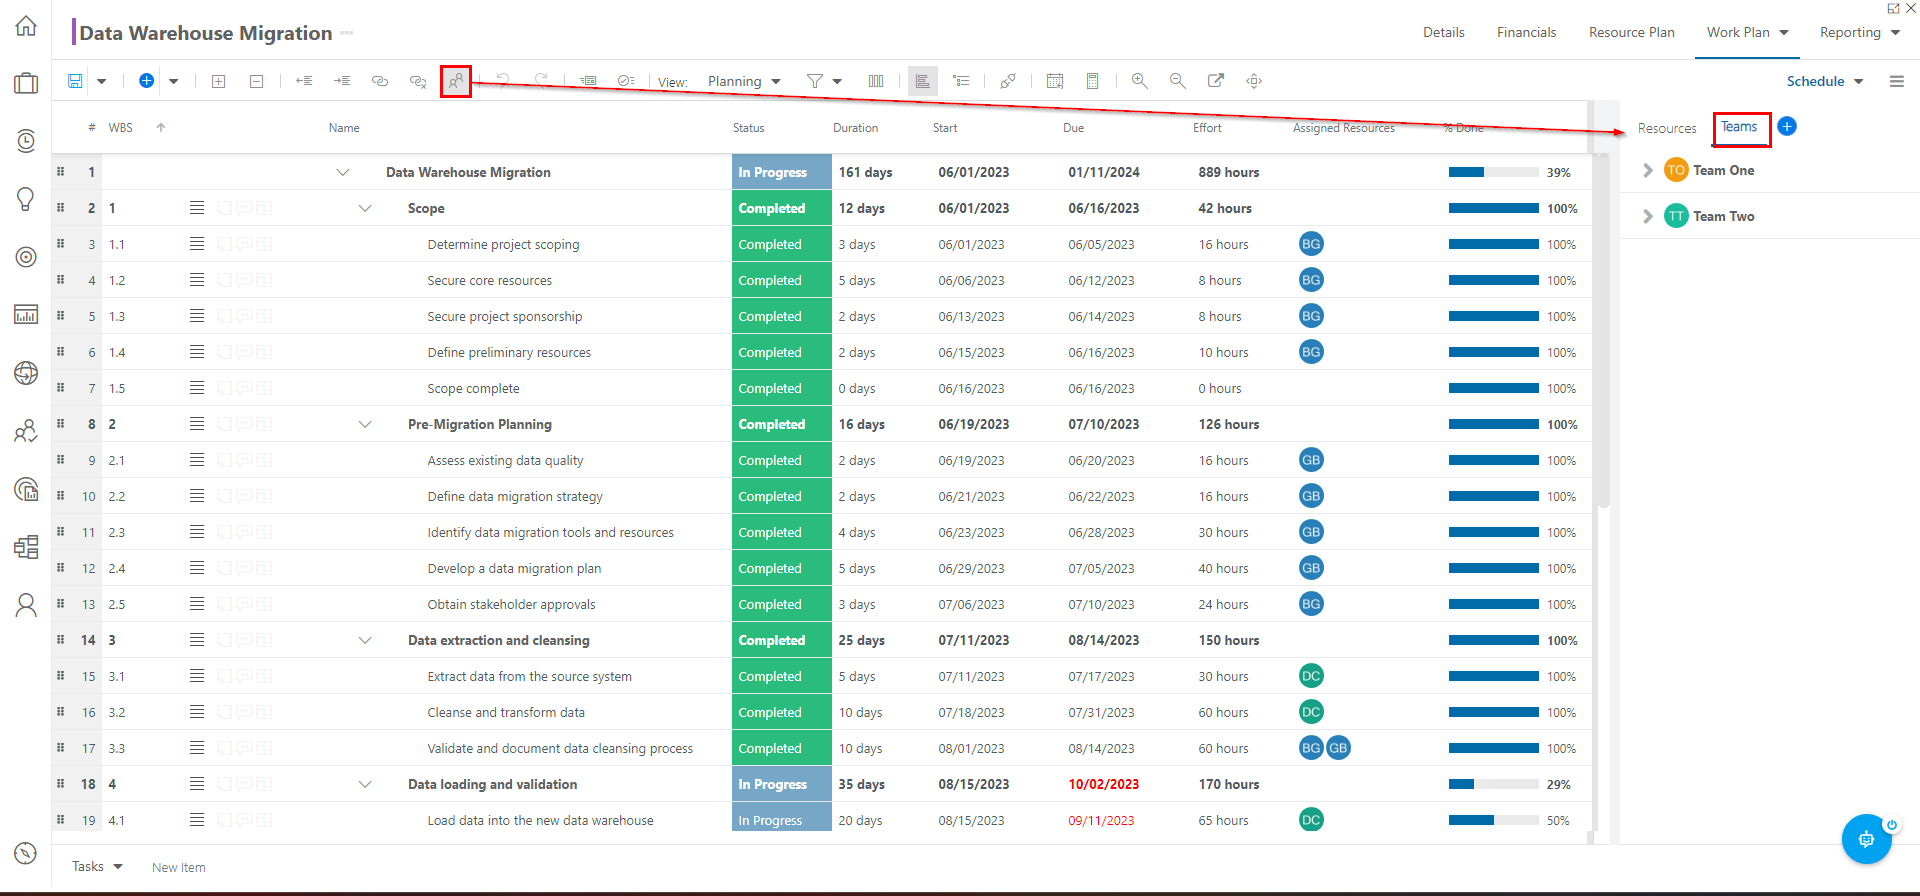 Data Warehouse Migration
Details Financials Resource Plan Work Plan Reporting
View: Planning Schedule
# WBS Name Status Duration Start Due Effort Assigned Resources % Done
Resources Teams
1 Data Warehouse Migration In Progress 161 days 06/01/2023 01/11/2024 889 hours 39%
TO Team One
2 1 Scope Completed 12 days 06/01/2023 06/16/2023 42 hours 100%
TT Team Two
3 1.1 Determine project scoping Completed 3 days 06/01/2023 06/05/2023 16 hours BG 100%
4 1.2 Secure core resources Completed 5 days 06/06/2023 06/12/2023 8 hours BG 100%
5 1.3 Secure project sponsorship Completed 2 days 06/13/2023 06/14/2023 8 hours BG 100%
6 1.4 Define preliminary resources Completed 2 days 06/15/2023 06/16/2023 10 hours BG 100%
7 1.5 Scope complete Completed 0 days 06/16/2023 06/16/2023 0 hours 100%
8 2 Pre-Migration Planning Completed 16 days 06/19/2023 07/10/2023 126 hours 100%
9 2.1 Assess existing data quality Completed 2 days 06/19/2023 06/20/2023 16 hours GB 100%
10 2.2 Define data migration strategy Completed 2 days 06/21/2023 06/22/2023 16 hours GB 100%
11 2.3 Identify data migration tools and resources Completed 4 days 06/23/2023 06/28/2023 30 hours GB 100%
12 2.4 Develop a data migration plan Completed 5 days 06/29/2023 07/05/2023 40 hours GB 100%
13 2.5 Obtain stakeholder approvals Completed 3 days 07/06/2023 07/10/2023 24 hours BG 100%
14 3 Data extraction and cleansing Completed 25 days 07/11/2023 08/14/2023 150 hours 100%
15 3.1 Extract data from the source system Completed 5 days 07/11/2023 07/17/2023 30 hours DC 100%
16 3.2 Cleanse and transform data Completed 10 days 07/18/2023 07/31/2023 60 hours DC 100%
17 3.3 Validate and document data cleansing process Completed 10 days 08/01/2023 08/14/2023 60 hours BG GB 100%
18 4 Data loading and validation In Progress 35 days 08/15/2023 10/02/2023 170 hours 29%
19 4.1 Load data into the new data warehouse In Progress 20 days 08/15/2023 09/11/2023 65 hours DC 50%
Tasks New Item